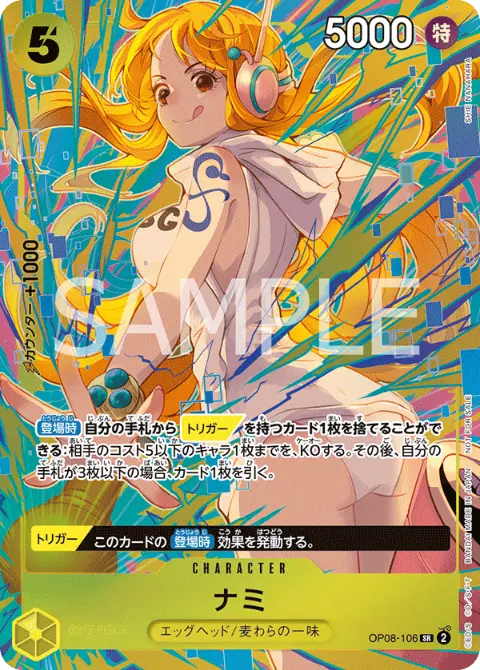 5
5000 特
SHIE NANAHARA
BG
カウンター+1000
SAMPLE
登場時 自分の手札から トリガー を持つカード1枚を捨てることがで
きる:相手のコスト5以下のキャラ1枚までを、KOする。その後、自分の
手札が3枚以下の場合、カード1枚を引く。
トリガー このカードの 登場時 効果を発動する。
CHARACTER
ナミ
エッグヘッド/麦わらの一味
OP08-106 SR 2
BANDAI MADE IN JAPAN NOT FOR SALE